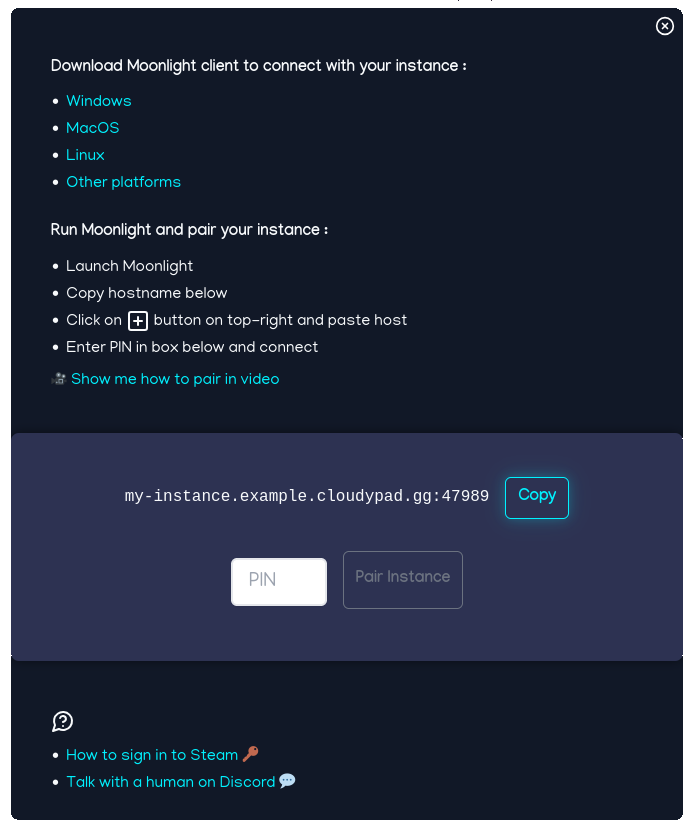 Download Moonlight client to connect with your instance :
• Windows
• MacOS
• Linux
• Other platforms
Run Moonlight and pair your instance :
• Launch Moonlight
• Copy hostname below
• Click on + button on top-right and paste host
• Enter PIN in box below and connect
Show me how to pair in video
my-instance.example.cloudypad.gg:47989 Copy
PIN Pair Instance
• How to sign in to Steam
• Talk with a human on Discord